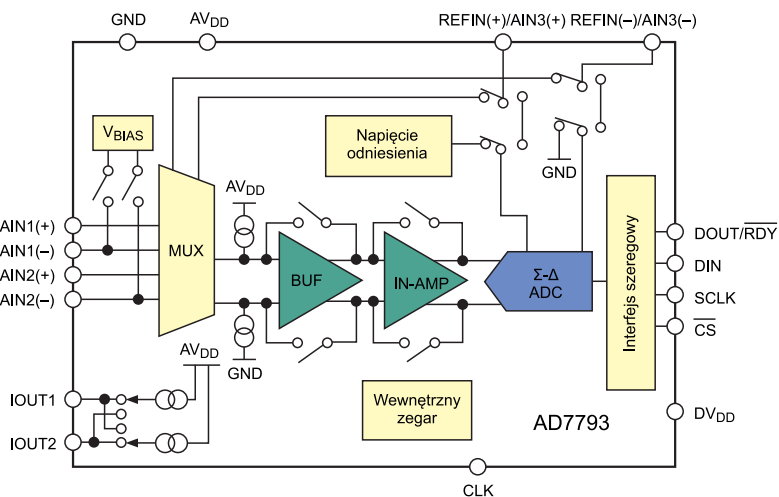 GND
AVDD
REFIN(+)/AIN3(+)
REFIN(–)/AIN3(–)
VBIAS
Napięcie
odniesienia
GND
AIN1(+)
AIN1(–)
AIN2(+)
AIN2(–)
MUX
AVDD
GND
BUF
IN-AMP
Σ-Δ
ADC
Interfejs szeregowy
DOUT/RDY
DIN
SCLK
CS
DVDD
AVDD
IOUT1
IOUT2
Wewnętrzny
zegar
AD7793
CLK